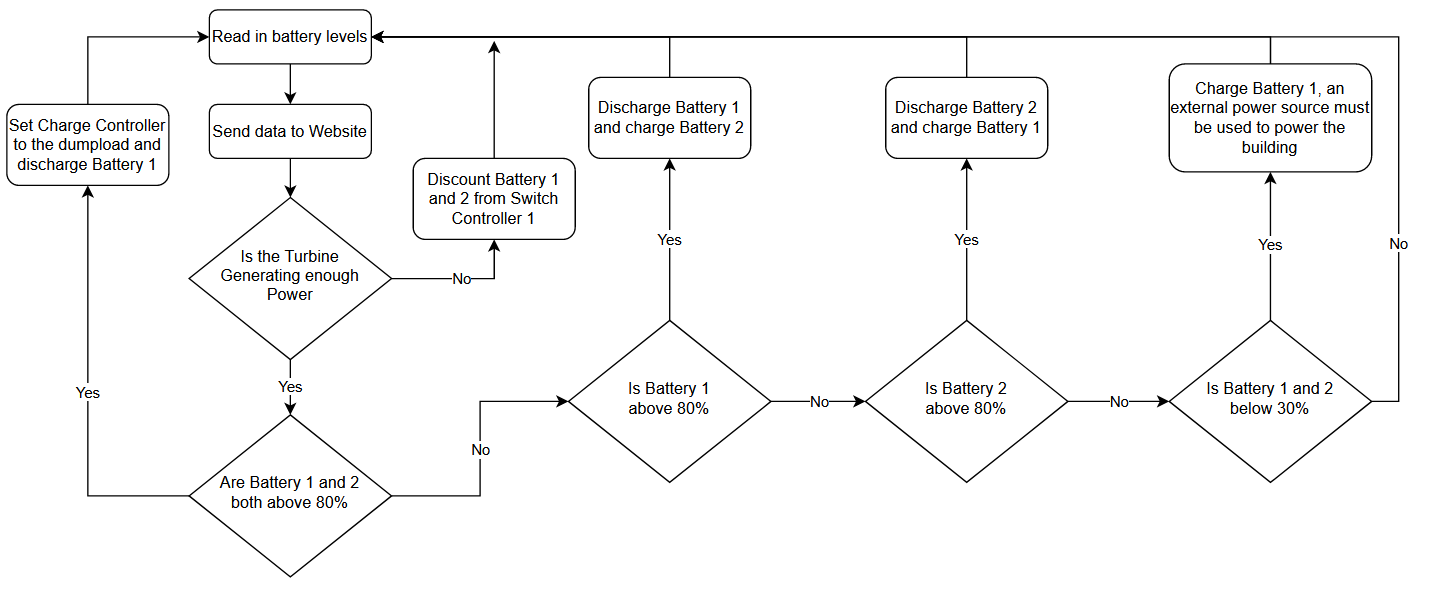 Read in battery levels
Send data to Website
Set Charge Controller
to the dumpload and
discharge Battery 1
Is the Turbine
Generating enough
Power
No
Discount Battery 1
and 2 from Switch
Controller 1
Yes
Are Battery 1 and 2
both above 80%
Yes
No
Is Battery 1
above 80%
Yes
Discharge Battery 1
and charge Battery 2
No
Is Battery 2
above 80%
Yes
Discharge Battery 2
and charge Battery 1
No
Is Battery 1 and 2
below 30%
Yes
Charge Battery 1, an
external power source must
be used to power the
building
No